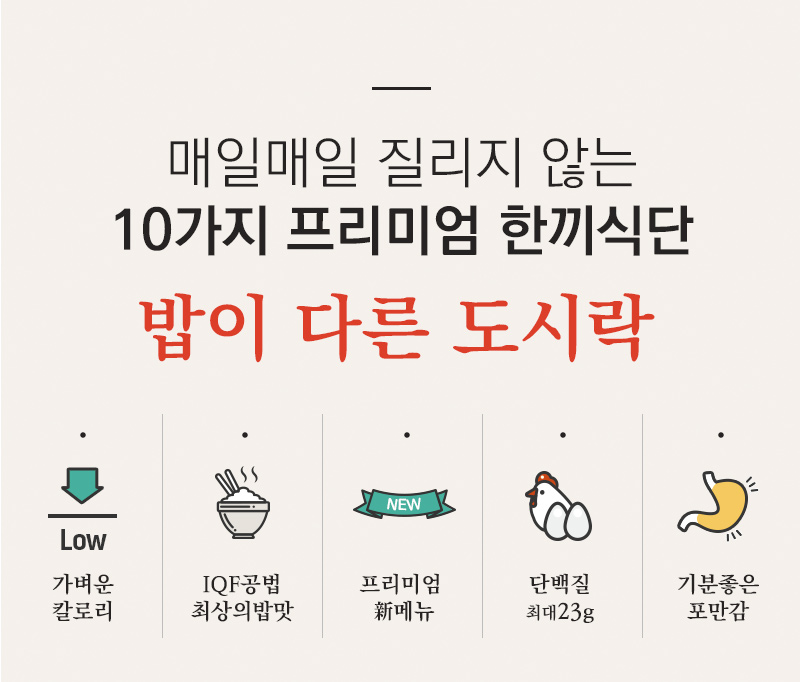 매일매일 질리지 않는
10가지 프리미엄 한끼식단
밥이 다른 도시락
Low
가벼운
칼로리
IQF공법
최상의밥맛
NEW
프리미엄
新메뉴
단백질
최대23g
기분좋은
포만감